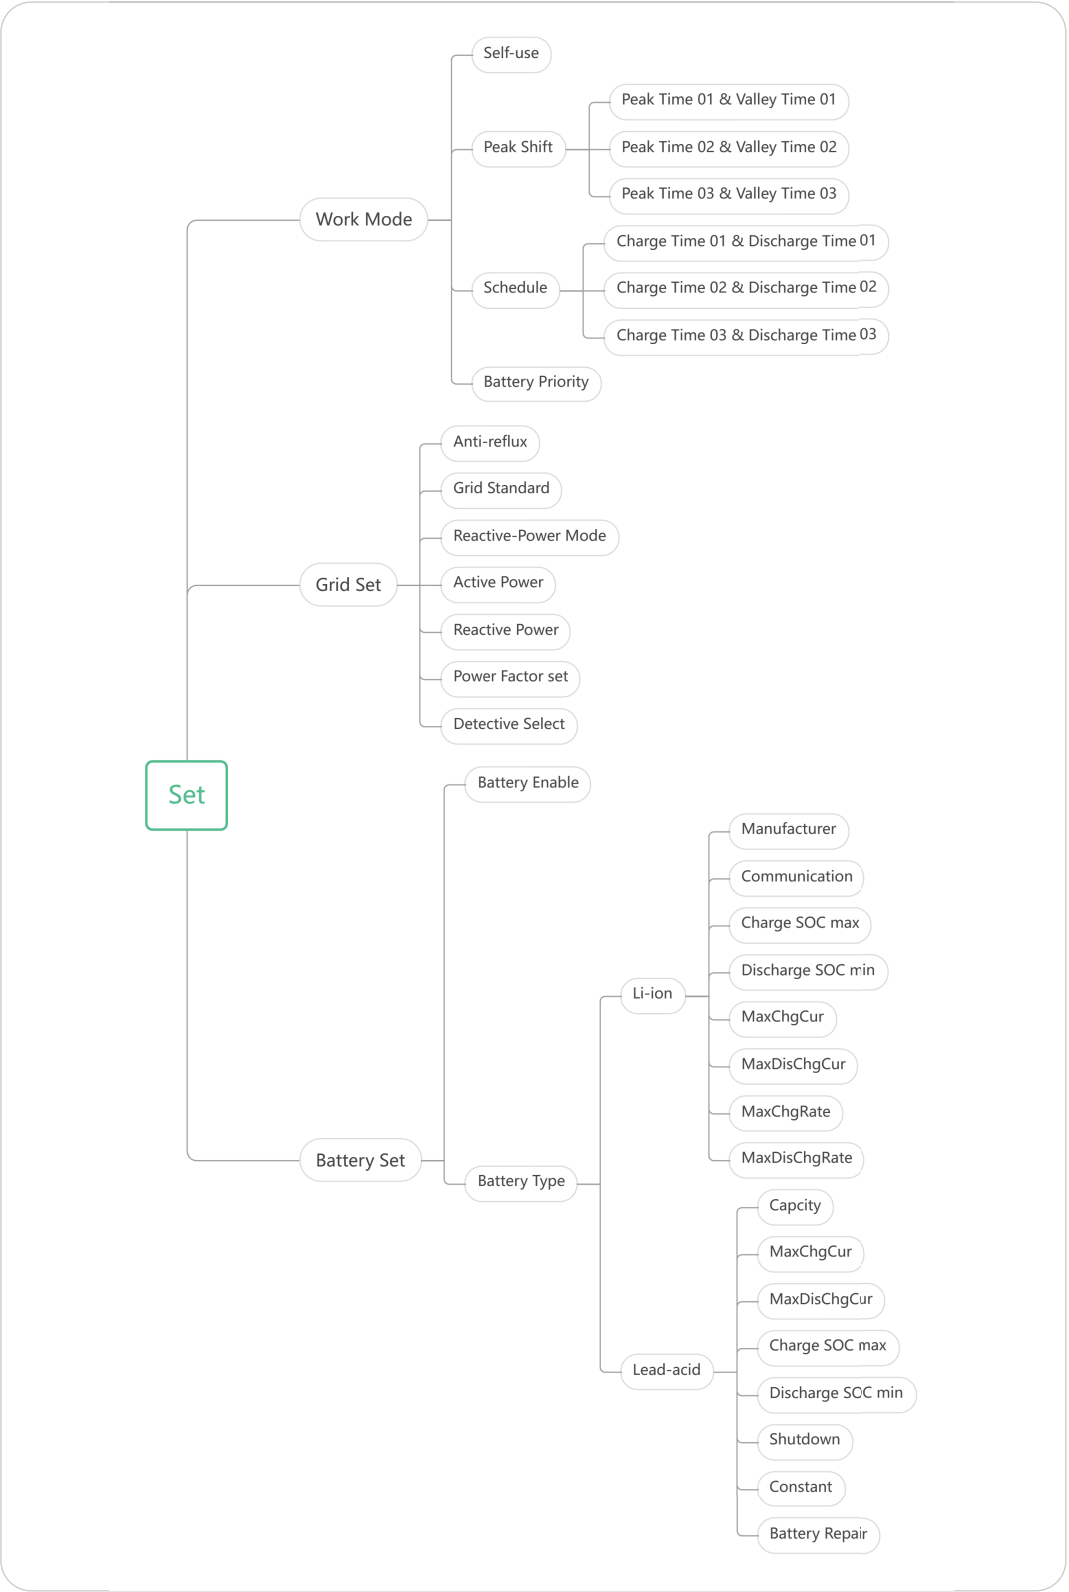 Set
Work Mode
Self-use
Peak Shift
Peak Time 01 & Valley Time 01
Peak Time 02 & Valley Time 02
Peak Time 03 & Valley Time 03
Schedule
Charge Time 01 & Discharge Time 01
Charge Time 02 & Discharge Time 02
Charge Time 03 & Discharge Time 03
Battery Priority
Grid Set
Anti-reflux
Grid Standard
Reactive-Power Mode
Active Power
Reactive Power
Power Factor set
Detective Select
Battery Set
Battery Enable
Battery Type
Li-ion
Manufacturer
Communication
Charge SOC max
Discharge SOC min
MaxChgCur
MaxDisChgCur
MaxChgRate
MaxDisChgRate
Lead-acid
Capcity
MaxChgCur
MaxDisChgCur
Charge SOC max
Discharge SOC min
Shutdown
Constant
Battery Repair